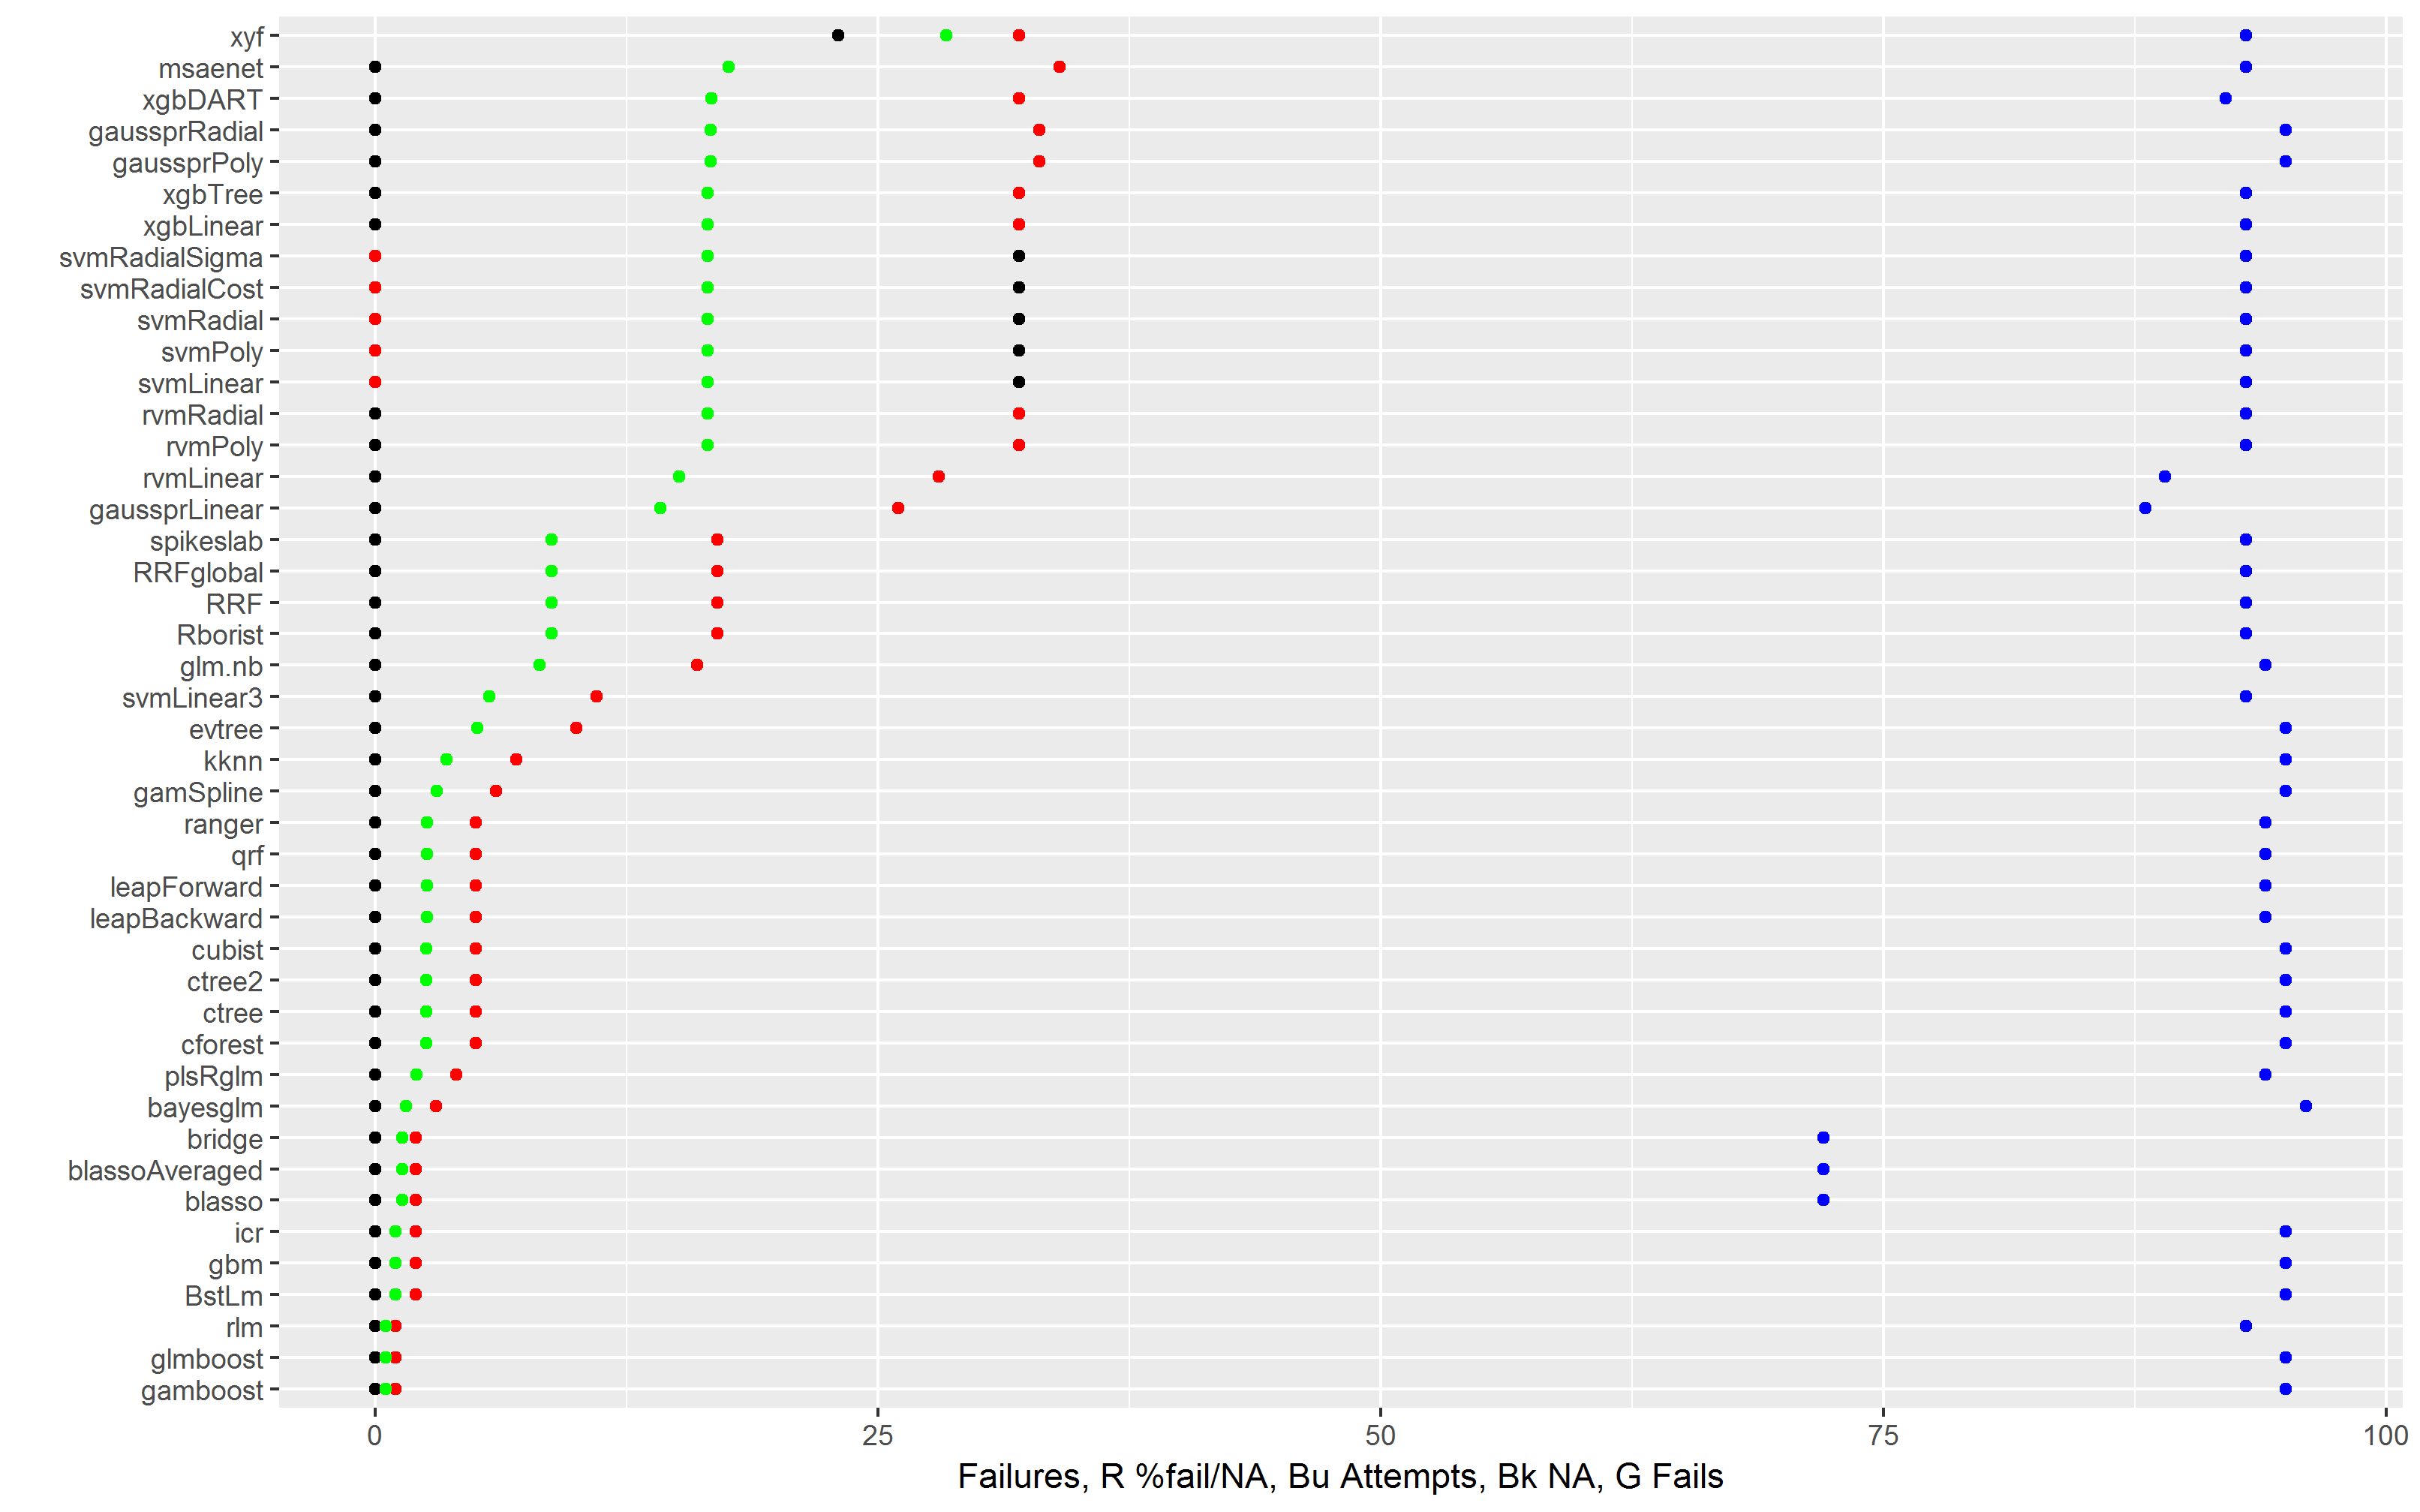 xyf
msaenet
xgbDART
gaussprRadial
gaussprPoly
xgbTree
xgbLinear
svmRadialSigma
svmRadialCost
svmRadial
svmPoly
svmLinear
rvmRadial
rvmPoly
rvmLinear
gaussprLinear
spikeslab
RRFglobal
RRF
Rborist
glm.nb
svmLinear3
evtree
kknn
gamSpline
ranger
qrf
leapForward
leapBackward
cubist
ctree2
ctree
cforest
plsRglm
bayesglm
bridge
blassoAveraged
blasso
icr
gbm
BstLm
rlm
glmboost
gamboost
0 25 50 75 100
Failures, R %fail/NA, Bu Attempts, Bk NA, G Fails